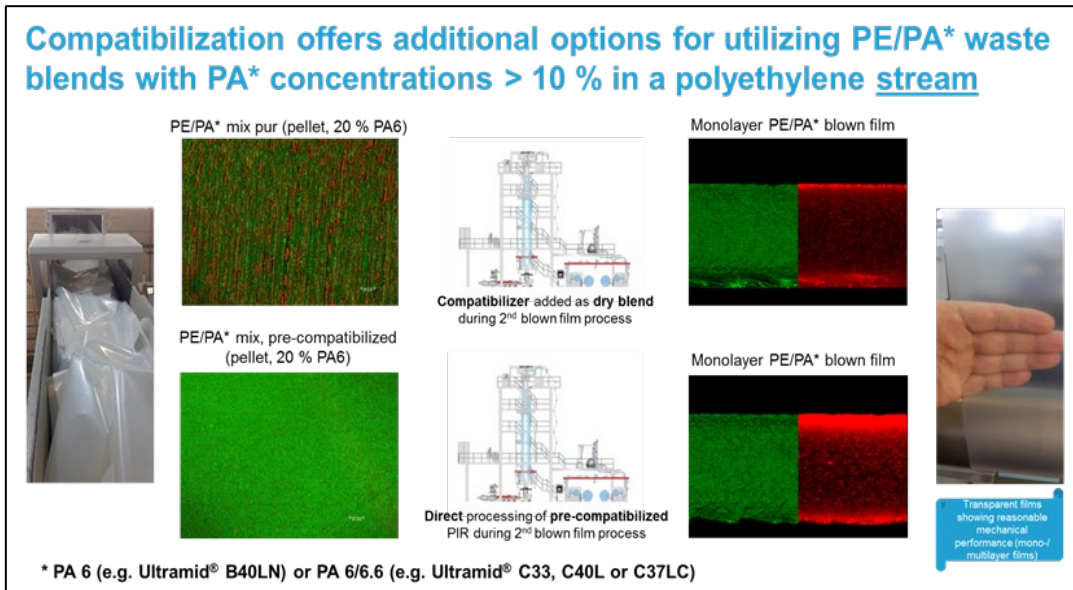 Compatibilization offers additional options for utilizing PE/PA* waste
blends with PA* concentrations > 10 % in a polyethylene stream
PE/PA* mix pur (pellet, 20 % PA6)
Compatibilizer added as dry blend
during 2nd blown film process
Monolayer PE/PA* blown film
PE/PA* mix, pre-compatibilized
(pellet, 20 % PA6)
Direct processing of pre-compatibilized
PIR during 2nd blown film process
Monolayer PE/PA* blown film
Transparent films
showing reasonable
mechanical
performance (mono-/
multilayer films)
* PA 6 (e.g. Ultramid® B40LN) or PA 6/6.6 (e.g. Ultramid® C33, C40L or C37LC)